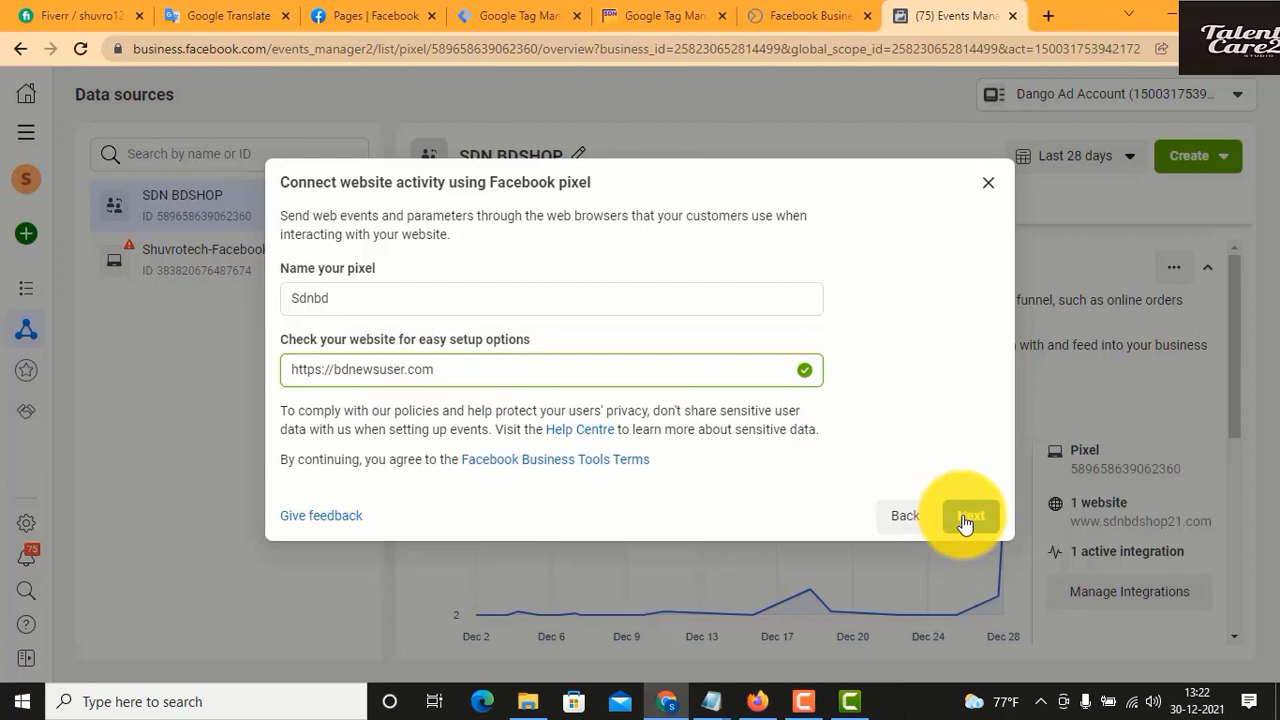 Fiverr / shuvro12
Google Translate
Pages | Facebook
Google Tag Man
Google Tag Man
Facebook Busine
(75) Events Mana
business.facebook.com/events_manager2/list/pixel/589658639062360/overview?business_id=258230652814499&global_scope_id=258230652814499&act=150031753942172
Talent
Care2
STUDIO
Data sources
Dango Ad Account (1500317539...
Search by name or ID
SDN BDSHOP
Last 28 days
Create
S
SDN BDSHOP
ID 589658639062360
Shuvrotech-Facebook
ID 383820676487674
Connect website activity using Facebook pixel
Send web events and parameters through the web browsers that your customers use when
interacting with your website.
Name your pixel
Sdnbd
Check your website for easy setup options
https://bdnewsuser.com
To comply with our policies and help protect your users' privacy, don't share sensitive user
data with us when setting up events. Visit the Help Centre to learn more about sensitive data.
By continuing, you agree to the Facebook Business Tools Terms
Give feedback
Back
Next
funnel, such as online orders
with and feed into your business
Pixel
589658639062360
1 website
www.sdnbdshop21.com
1 active integration
Manage Integrations
75
2
Dec 2 Dec 6 Dec 9 Dec 13 Dec 17 Dec 20 Dec 24 Dec 28
Type here to search
77°F
13:22
30-12-2021